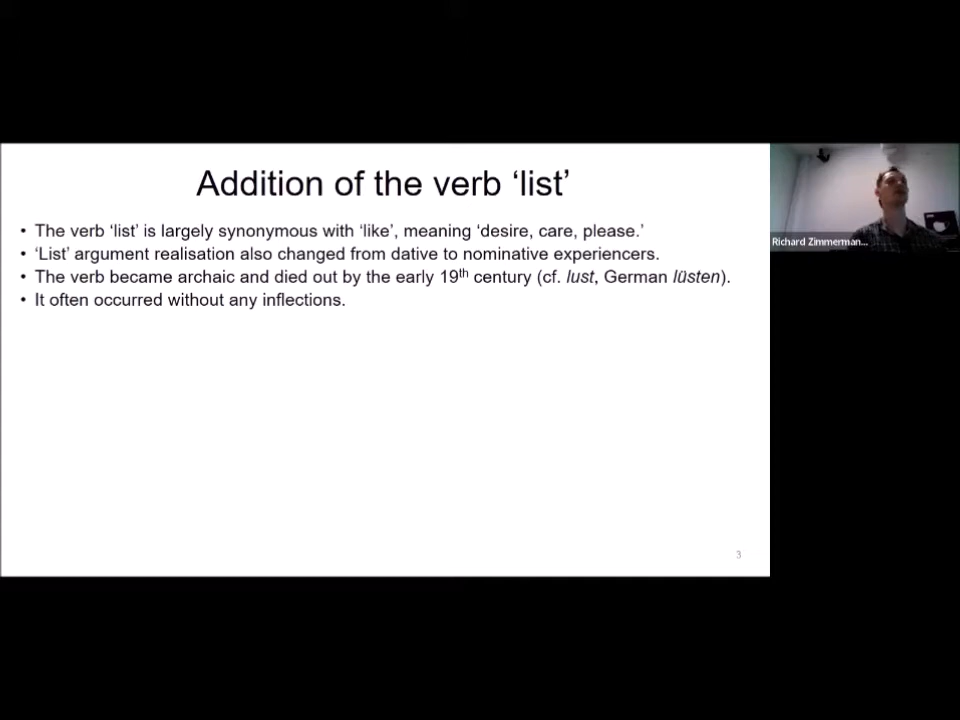 Addition of the verb ‘list’
• The verb ‘list’ is largely synonymous with ‘like’, meaning ‘desire, care, please.’
• ‘List’ argument realisation also changed from dative to nominative experiencers.
• The verb became archaic and died out by the early 19th century (cf. lust, German lüsten).
• It often occurred without any inflections.
3
Richard Zimmerman...